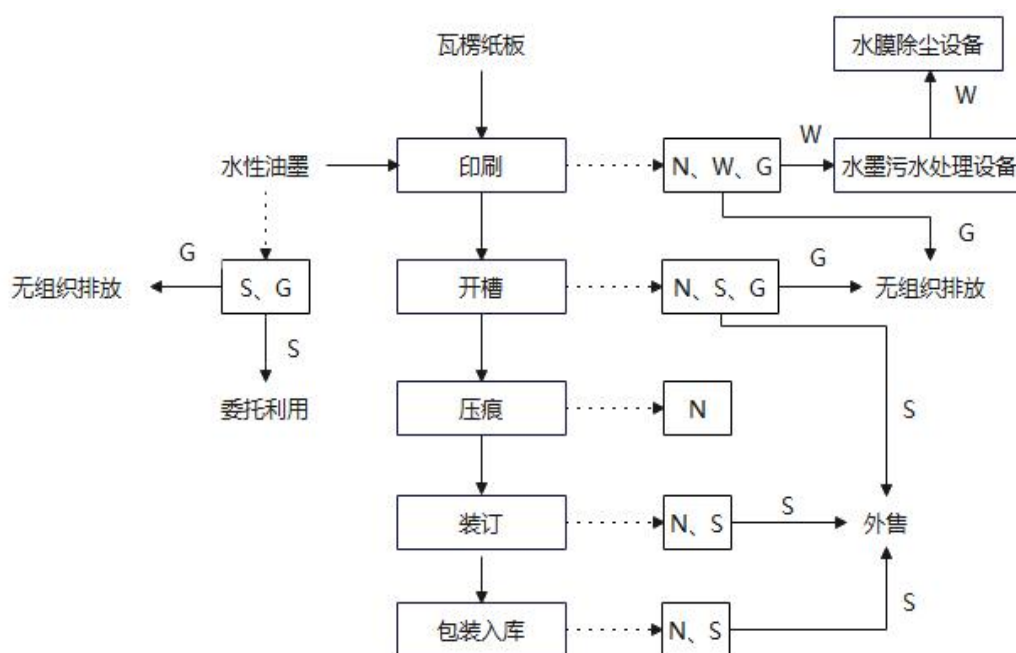 瓦楞纸板
水膜除尘设备
W
水性油墨
印刷
N、W、G
W
水墨污水处理设备
G
G
无组织排放
S、G
开槽
N、S、G
G
无组织排放
S
委托利用
压痕
N
S
装订
N、S
S
外售
包装入库
N、S
S